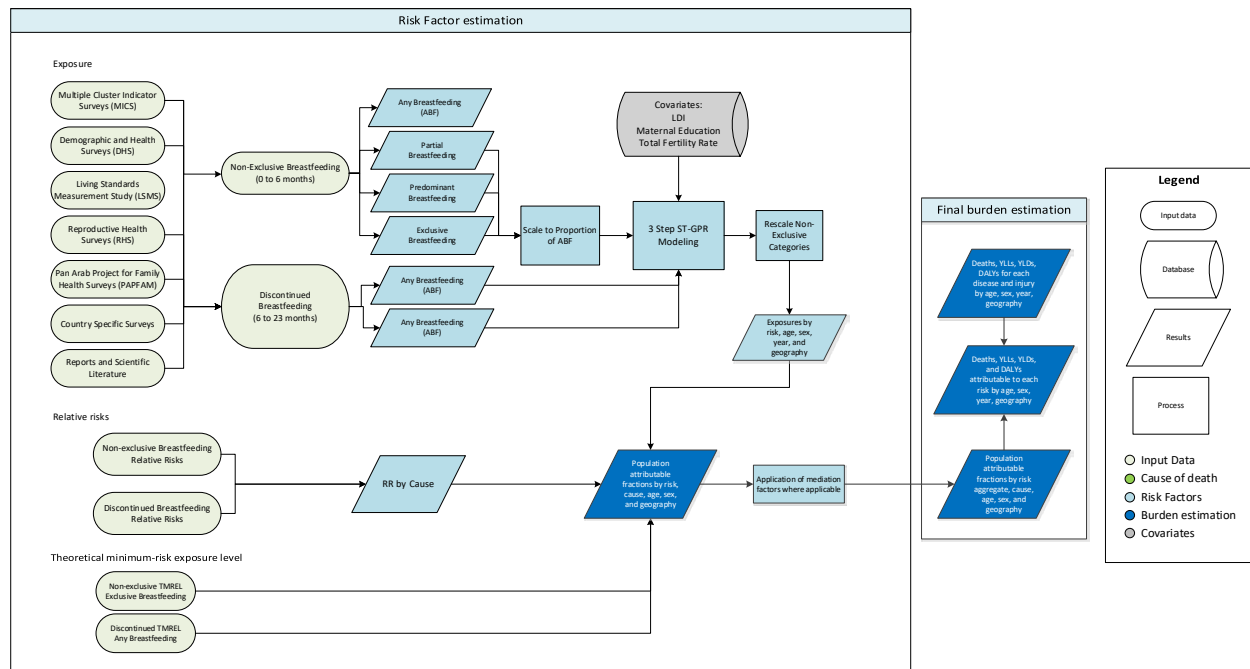 Risk Factor estimation
Exposure
Multiple Cluster Indicator
Surveys (MICS)
Demographic and Health
Surveys (DHS)
Living Standards
Measurement Study (LSMS)
Reproductive Health
Surveys (RHS)
Pan Arab Project for Family
Health Surveys (PAPFAM)
Country Specific Surveys
Reports and Scientific
Literature
Non-Exclusive Breastfeeding
(0 to 6 months)
Discontinued
Breastfeeding
(6 to 23 months)
Any Breastfeeding
(ABF)
Partial
Breastfeeding
Predominant
Breastfeeding
Exclusive
Breastfeeding
Any Breastfeeding
(ABF)
Any Breastfeeding
(ABF)
Scale to Proportion
of ABF
Covariates:
LDI
Maternal Education
Total Fertility Rate
3 Step ST-GPR
Modeling
Rescale Non-
Exclusive
Categories
Exposures by
risk, age, sex,
year, and
geography
Relative risks
Non-exclusive Breastfeeding
Relative Risks
Discontinued Breastfeeding
Relative Risks
RR by Cause
Population
attributable
fractions by risk,
cause, age, sex,
and geography
Application of mediation
factors where applicable
Theoretical minimum-risk exposure level
Non-exclusive TMREL
Exclusive Breastfeeding
Discontinued TMREL
Any Breastfeeding
Final burden estimation
Deaths, YLLs, YLDs,
DALYs for each
disease and injury
by age, sex, year,
geography
Deaths, YLLs, YLDs,
and DALYs
attributable to each
risk by age, sex,
year, geography
Population
attributable
fractions by risk
aggregate, cause,
age, sex, and
geography
Legend
Input data
Database
Results
Process
Input Data
Cause of death
Risk Factors
Burden estimation
Covariates